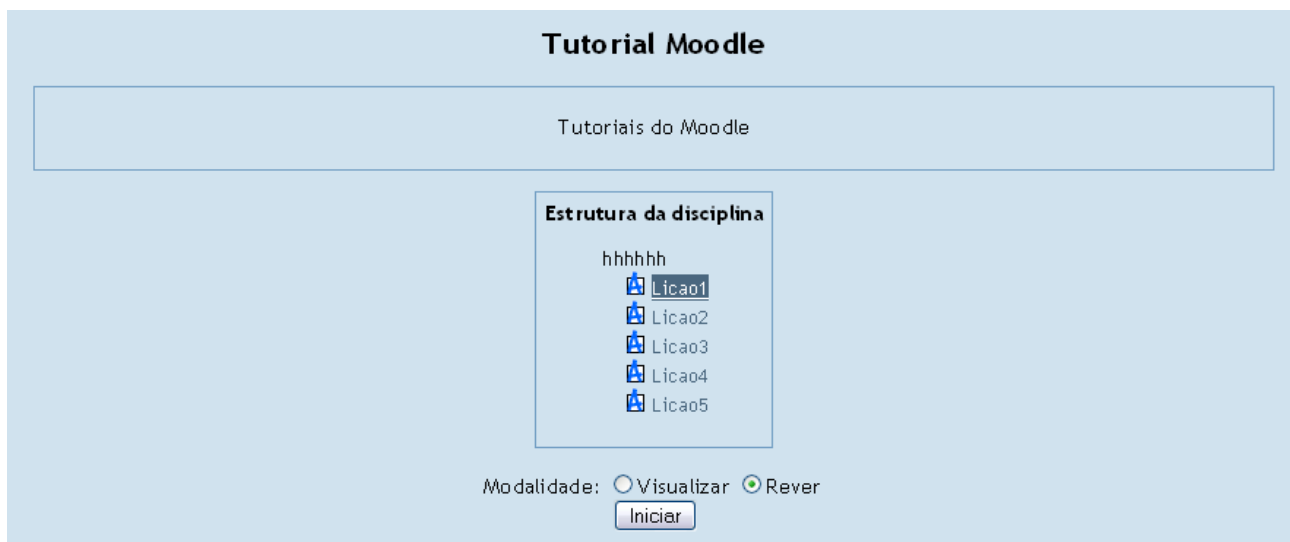 Tutorial Moodle
Tutoriais do Moodle
Estrutura da disciplina
hhhhhh
Licao1
Licao2
Licao3
Licao4
Licao5
Modalidade: Visualizar Rever
Iniciar